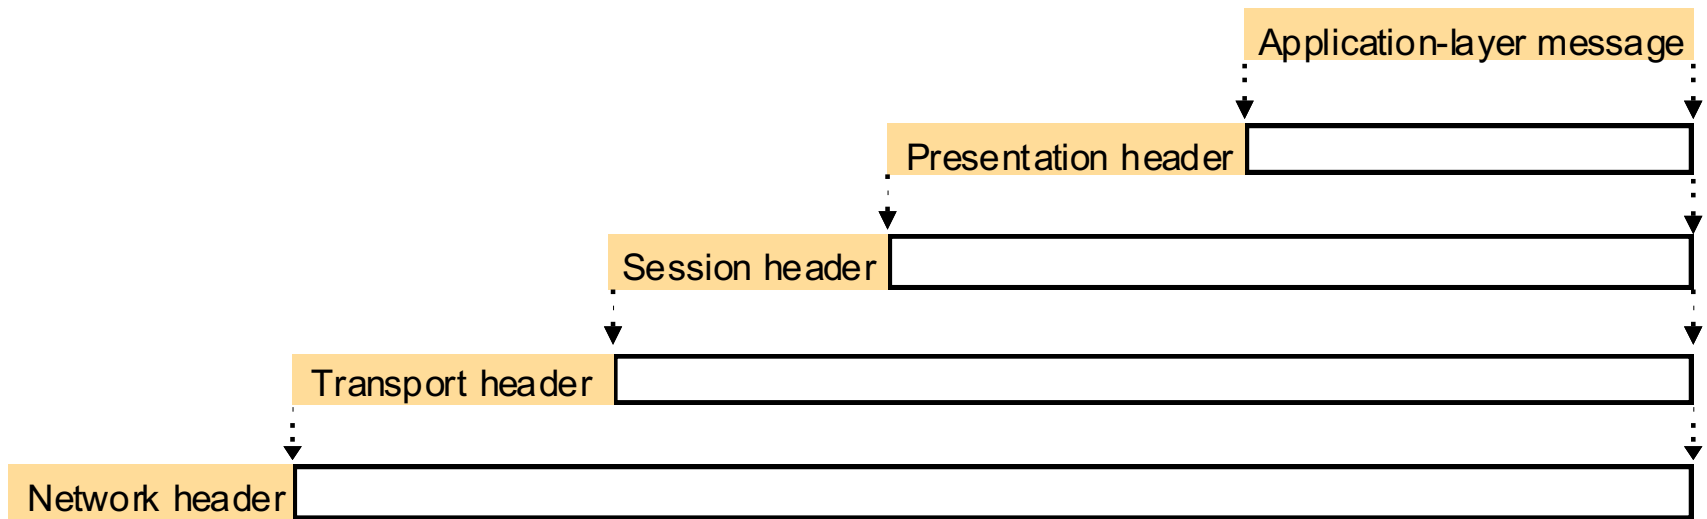 Application-layer message
Presentation header
Session header
Transport header
Network header